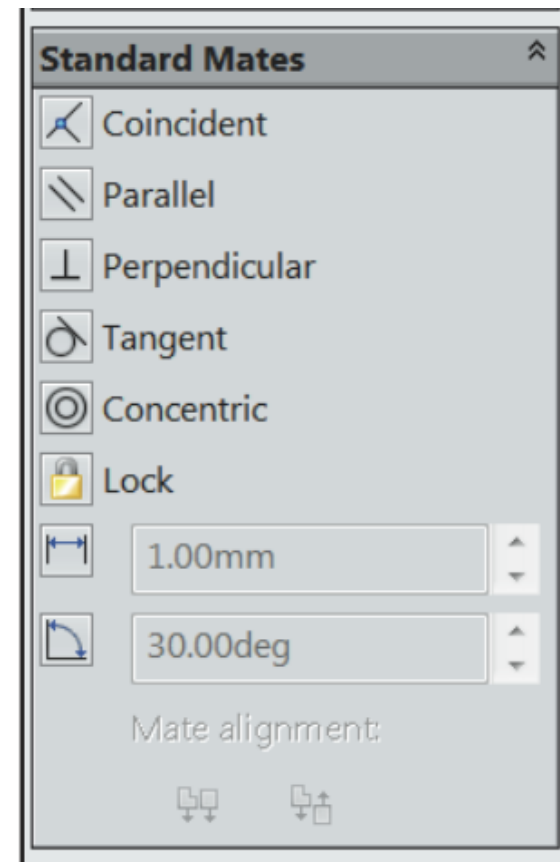 Standard Mates
Coincident
Parallel
Perpendicular
Tangent
Concentric
Lock
1.00mm
30.00deg
Mate alignment: